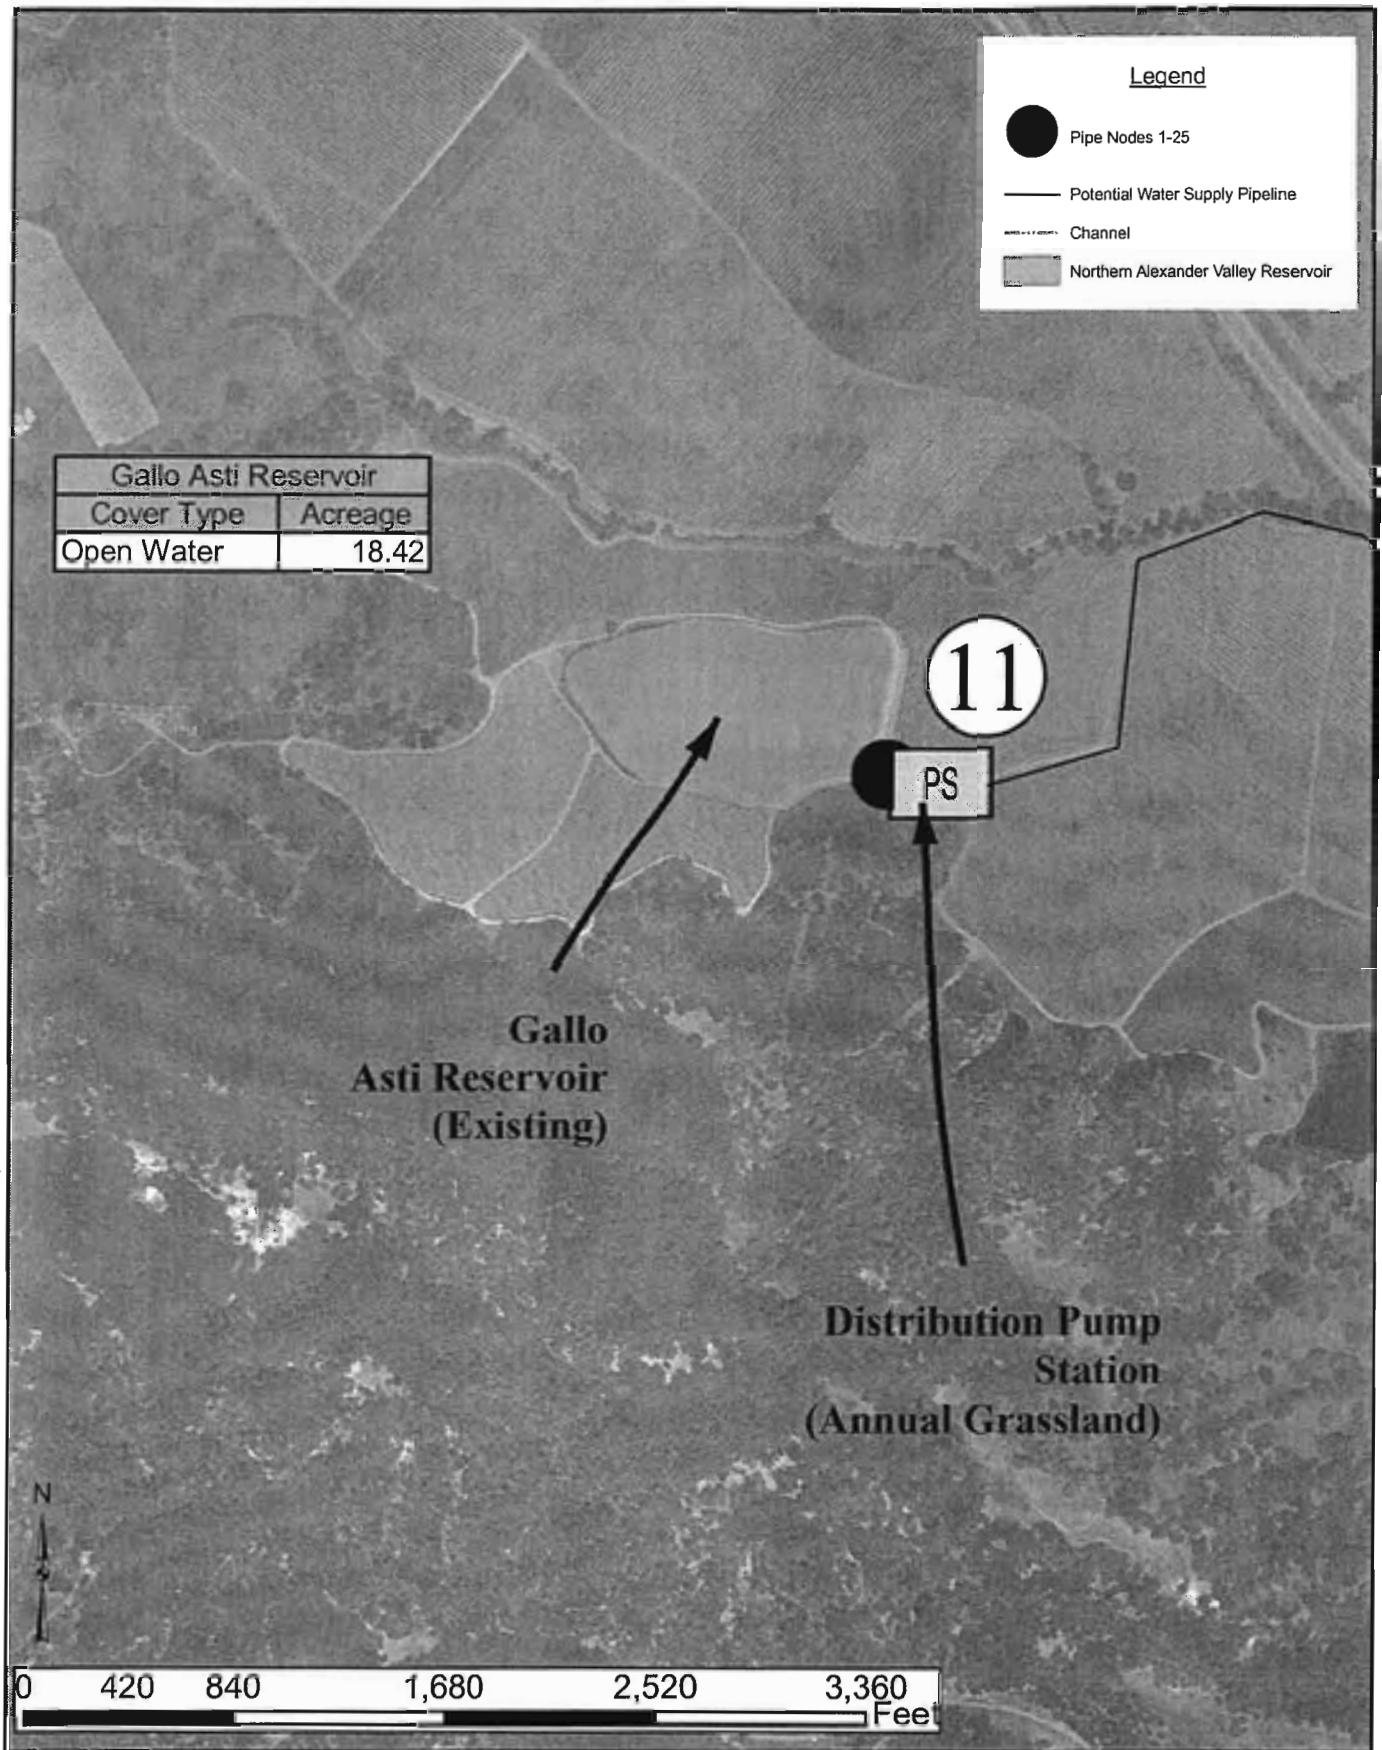 Legend
Pipe Nodes 1-25
Potential Water Supply Pipeline
Channel
Northern Alexander Valley Reservoir
Gallo Asti Reservoir
Cover Type Acreage
Open Water 18.42
11
PS
Gallo
Asti Reservoir
(Existing)
Distribution Pump
Station
(Annual Grassland)
N
0 420 840 1,680 2,520 3,360
Feet